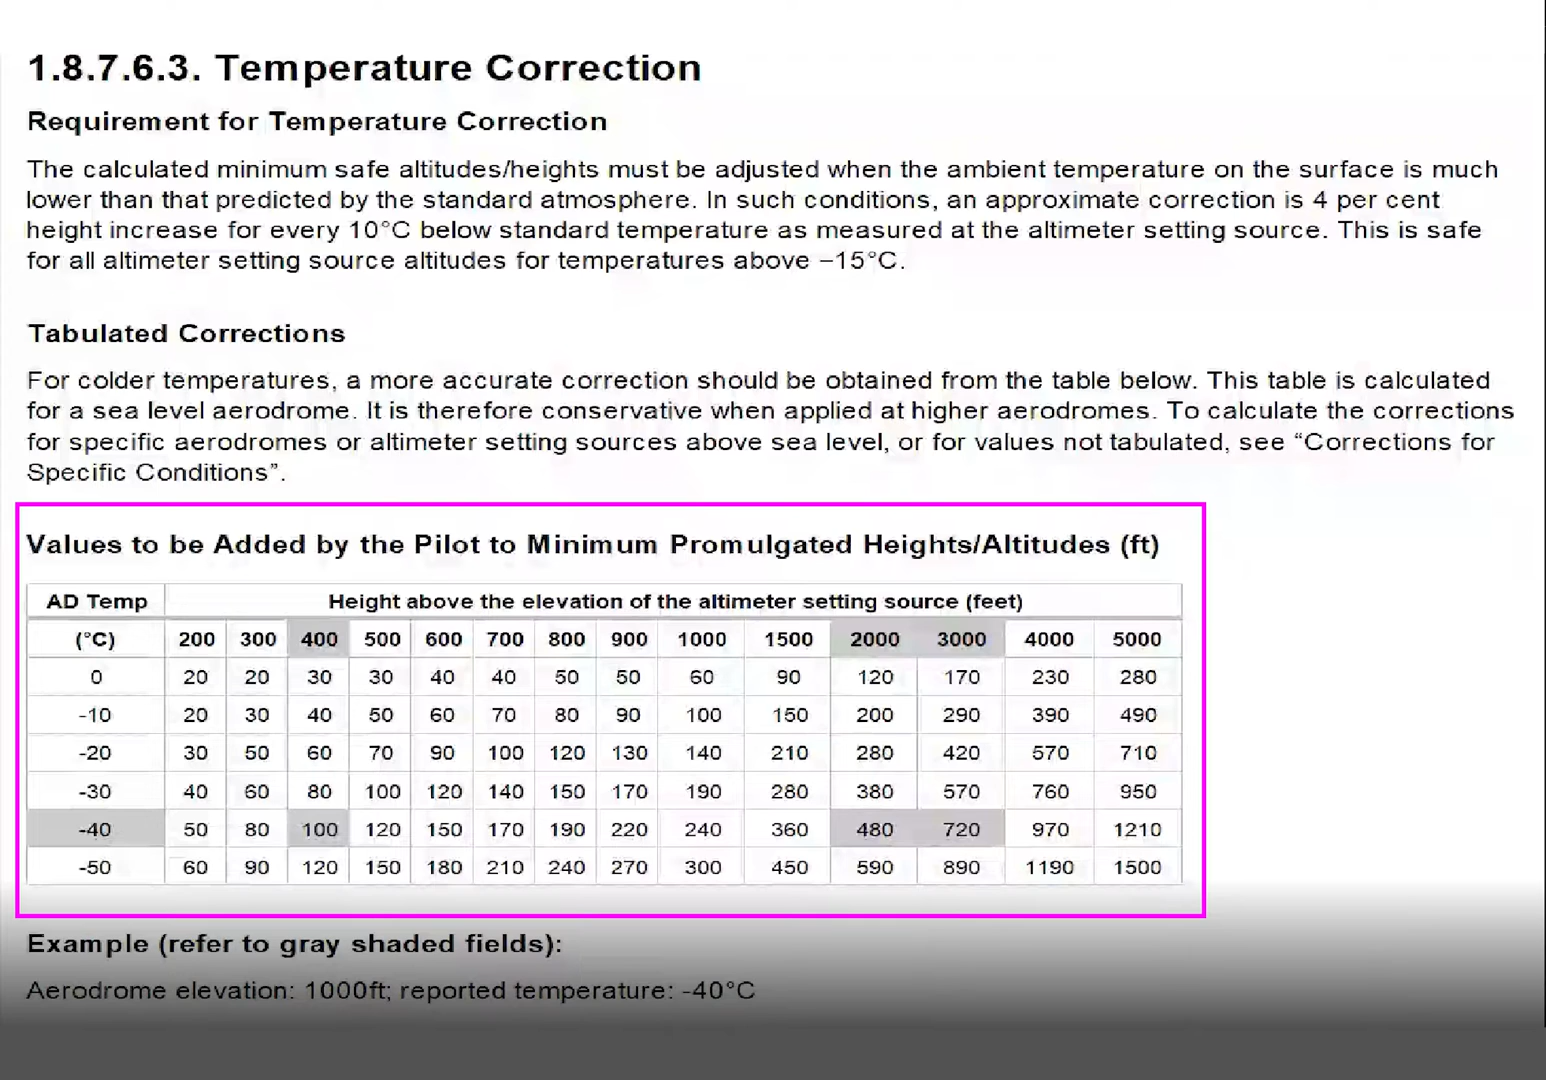 1.8.7.6.3. Temperature Correction
Requirement for Temperature Correction
The calculated minimum safe altitudes/heights must be adjusted when the ambient temperature on the surface is much
lower than that predicted by the standard atmosphere. In such conditions, an approximate correction is 4 per cent
height increase for every 10°C below standard temperature as measured at the altimeter setting source. This is safe
for all altimeter setting source altitudes for temperatures above −15°C.
Tabulated Corrections
For colder temperatures, a more accurate correction should be obtained from the table below. This table is calculated
for a sea level aerodrome. It is therefore conservative when applied at higher aerodromes. To calculate the corrections
for specific aerodromes or altimeter setting sources above sea level, or for values not tabulated, see “Corrections for
Specific Conditions”.
Values to be Added by the Pilot to Minimum Promulgated Heights/Altitudes (ft)
AD Temp Height above the elevation of the altimeter setting source (feet)
(°C) 200 300 400 500 600 700 800 900 1000 1500 2000 3000 4000 5000
0 20 20 30 30 40 40 50 50 60 90 120 170 230 280
-10 20 30 40 50 60 70 80 90 100 150 200 290 390 490
-20 30 50 60 70 90 100 120 130 140 210 280 420 570 710
-30 40 60 80 100 120 140 150 170 190 280 380 570 760 950
-40 50 80 100 120 150 170 190 220 240 360 480 720 970 1210
-50 60 90 120 150 180 210 240 270 300 450 590 890 1190 1500
Example (refer to gray shaded fields):
Aerodrome elevation: 1000ft; reported temperature: -40°C